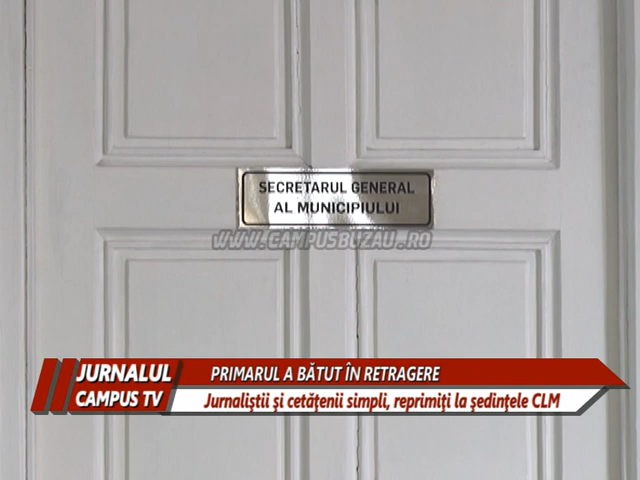 SECRETARUL GENERAL
AL MUNICIPIULUI
WWW.CAMPUSBUZAU.RO
JURNALUL
CAMPUS TV
PRIMARUL A BĂTUT ÎN RETRAGERE
Jurnaliştii şi cetăţenii simpli, reprimiţi la şedinţele CLM